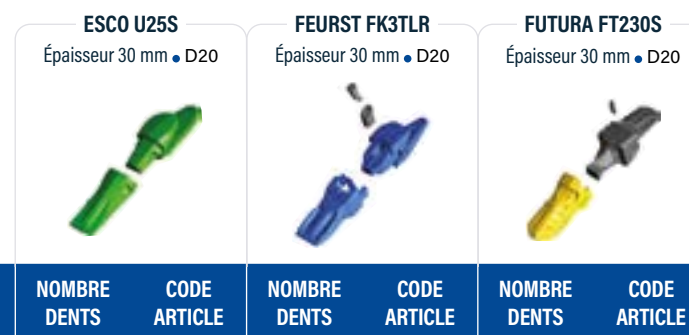 ESCO U25S
Épaisseur 30 mm • D20
FEURST FK3TLR
Épaisseur 30 mm • D20
FUTURA FT230S
Épaisseur 30 mm • D20
NOMBRE DENTS
CODE ARTICLE
NOMBRE DENTS
CODE ARTICLE
NOMBRE DENTS
CODE ARTICLE